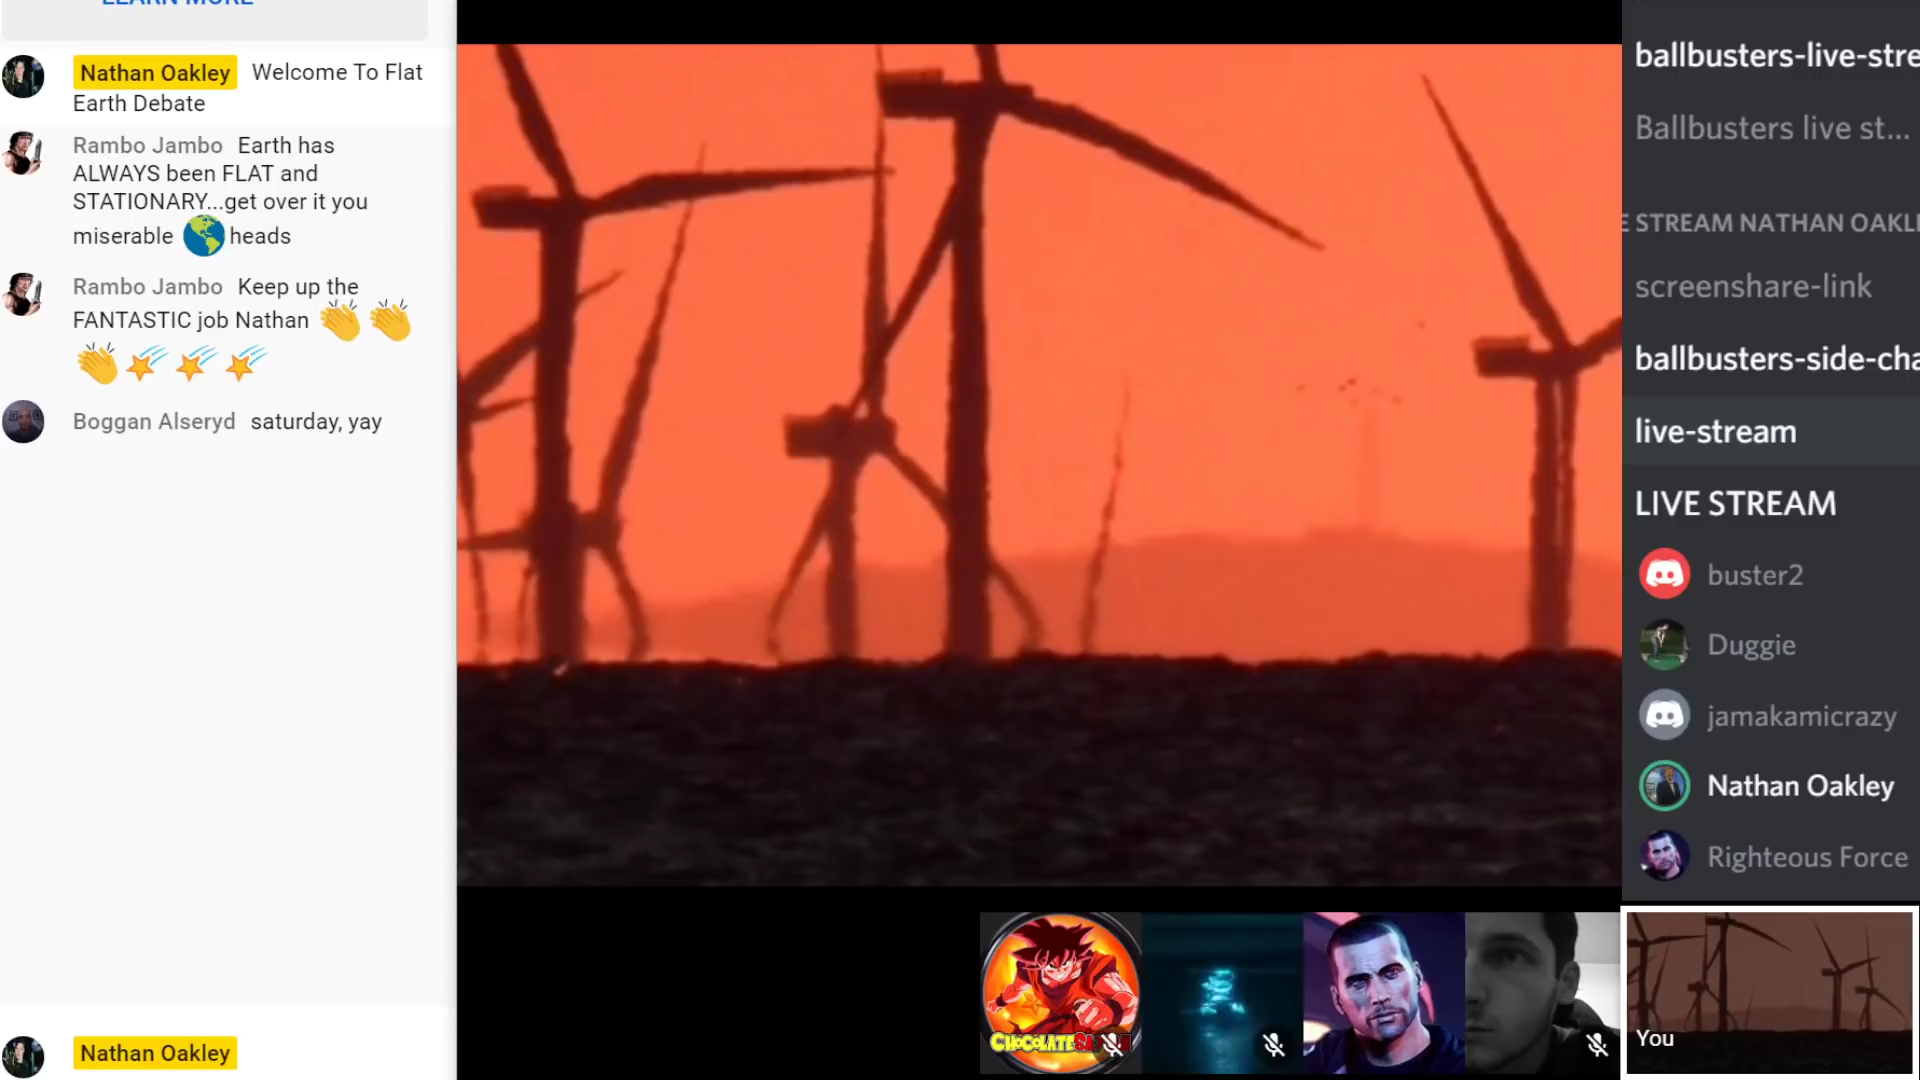 LEARN MORE
Nathan Oakley Welcome To Flat
Earth Debate
Rambo Jambo Earth has
ALWAYS been FLAT and
STATIONARY...get over it you
miserable heads
Rambo Jambo Keep up the
FANTASTIC job Nathan
Boggan Alseryd saturday, yay
Nathan Oakley
ballbusters-live-stre
Ballbusters live st...
E STREAM NATHAN OAKL
screenshare-link
ballbusters-side-cha
live-stream
LIVE STREAM
buster2
Duggie
jamakamicrazy
Nathan Oakley
Righteous Force
You